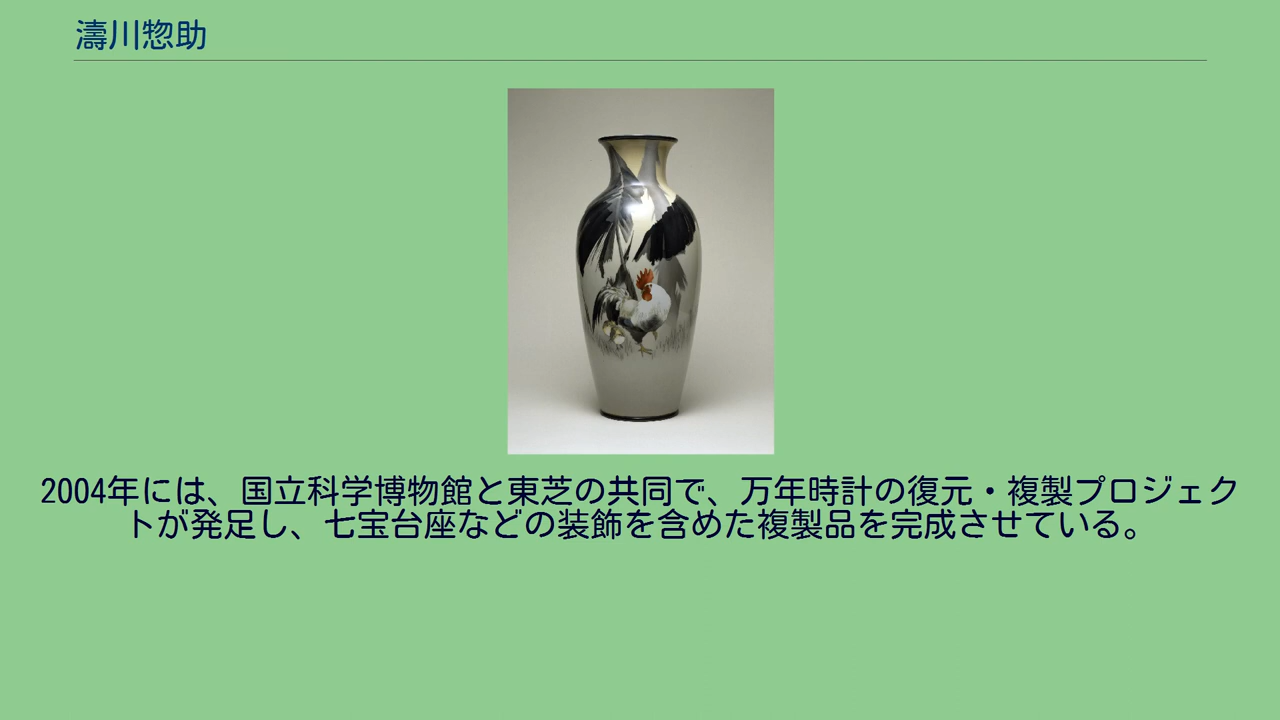 濤川惣助
2004年には、国立科学博物館と東芝の共同で、万年時計の復元・複製プロジェク
トが発足し、七宝台座などの装飾を含めた複製品を完成させている。